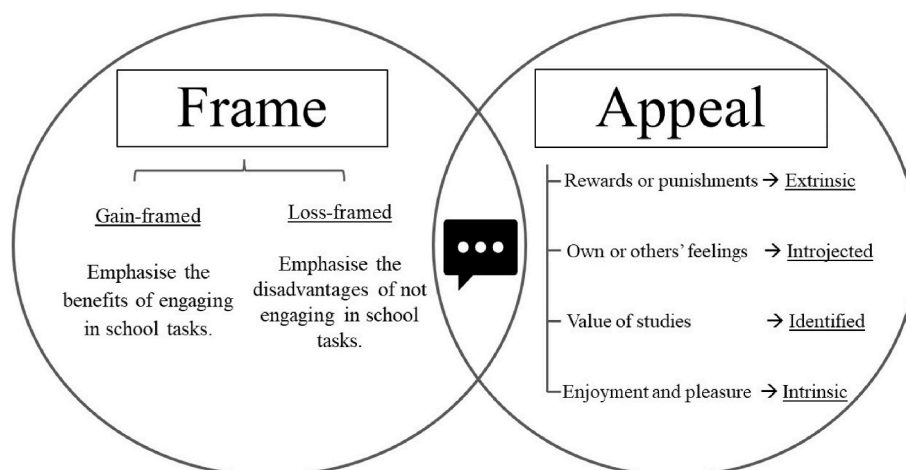 Frame
Gain-framed
Emphasise the
benefits of engaging
in school tasks.
Loss-framed
Emphasise the
disadvantages of not
engaging in school
tasks.
Appeal
Rewards or punishments → Extrinsic
Own or others' feelings → Introjected
Value of studies → Identified
Enjoyment and pleasure → Intrinsic